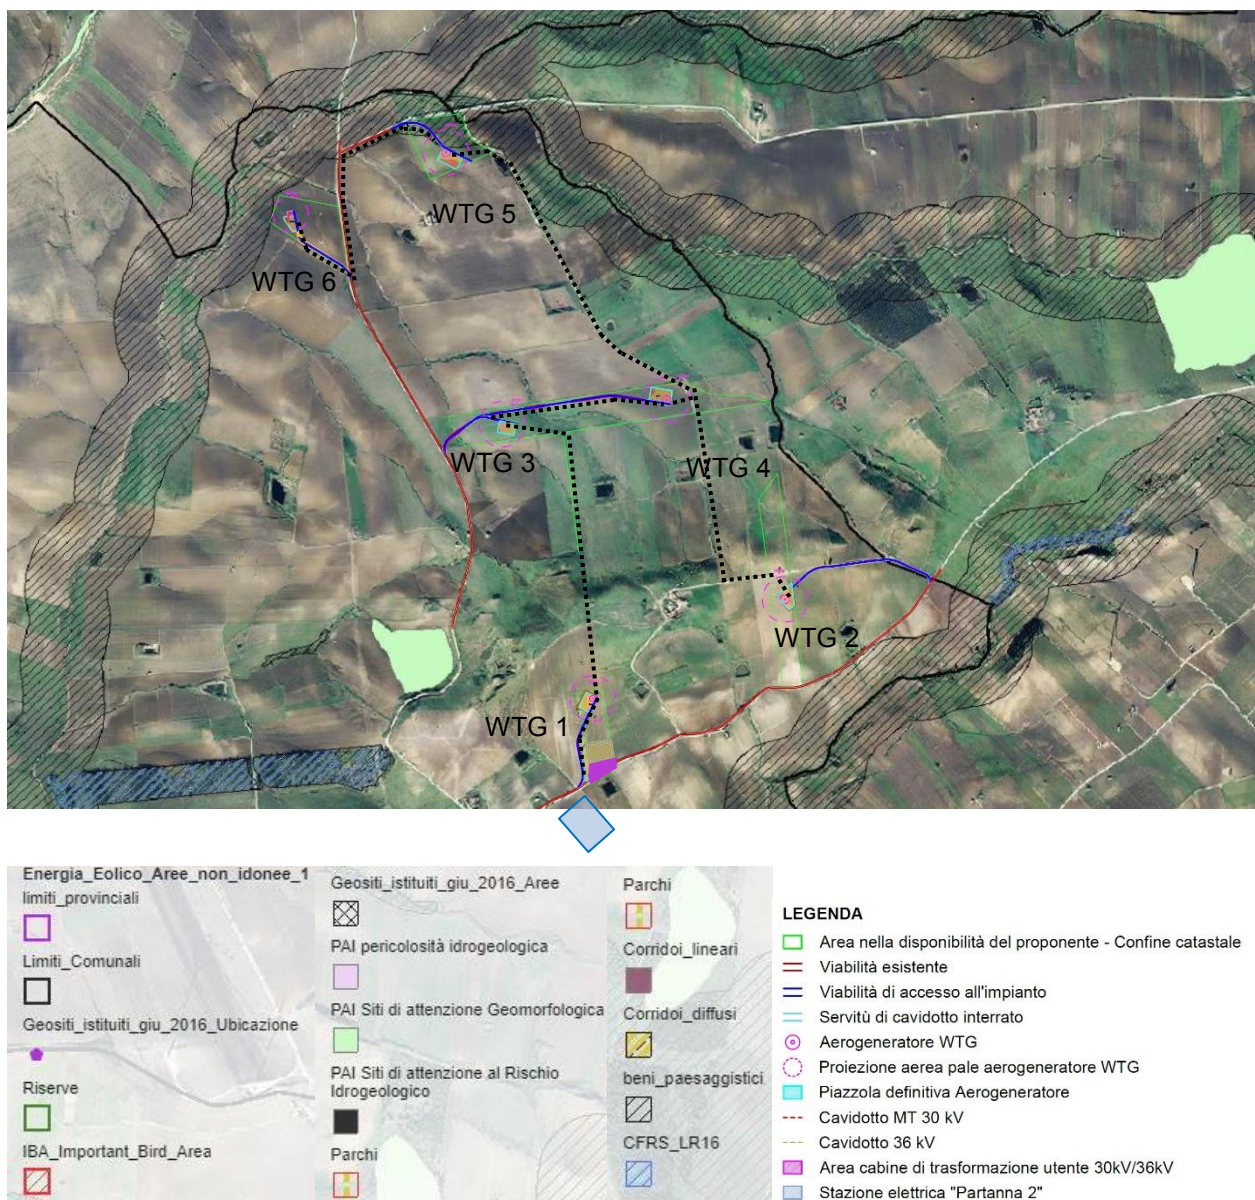 WTG 5
WTG 6
WTG 3
WTG 4
WTG 2
WTG 1
Energia_Eolico_Aree_non_idonee_1
limiti_provinciali
Limiti_Comunali
Geositi_istituiti_giu_2016_Ubicazione
Riserve
IBA_Important_Bird_Area
Geositi_istituiti_giu_2016_Aree
PAI pericolosità idrogeologica
PAI Siti di attenzione Geomorfologica
PAI Siti di attenzione al Rischio
Idrogeologico
Parchi
Parchi
Corridoi_lineari
Corridoi_diffusi
beni_paesaggistici
CFRS_LR16
LEGENDA
Area nella disponibilità del proponente - Confine catastale
Viabilità esistente
Viabilità di accesso all'impianto
Servitù di cavidotto interrato
Aerogeneratore WTG
Proiezione aerea pale aerogeneratore WTG
Piazzola definitiva Aerogeneratore
Cavidotto MT 30 kV
Cavidotto 36 kV
Area cabine di trasformazione utente 30kV/36kV
Stazione elettrica "Partanna 2"